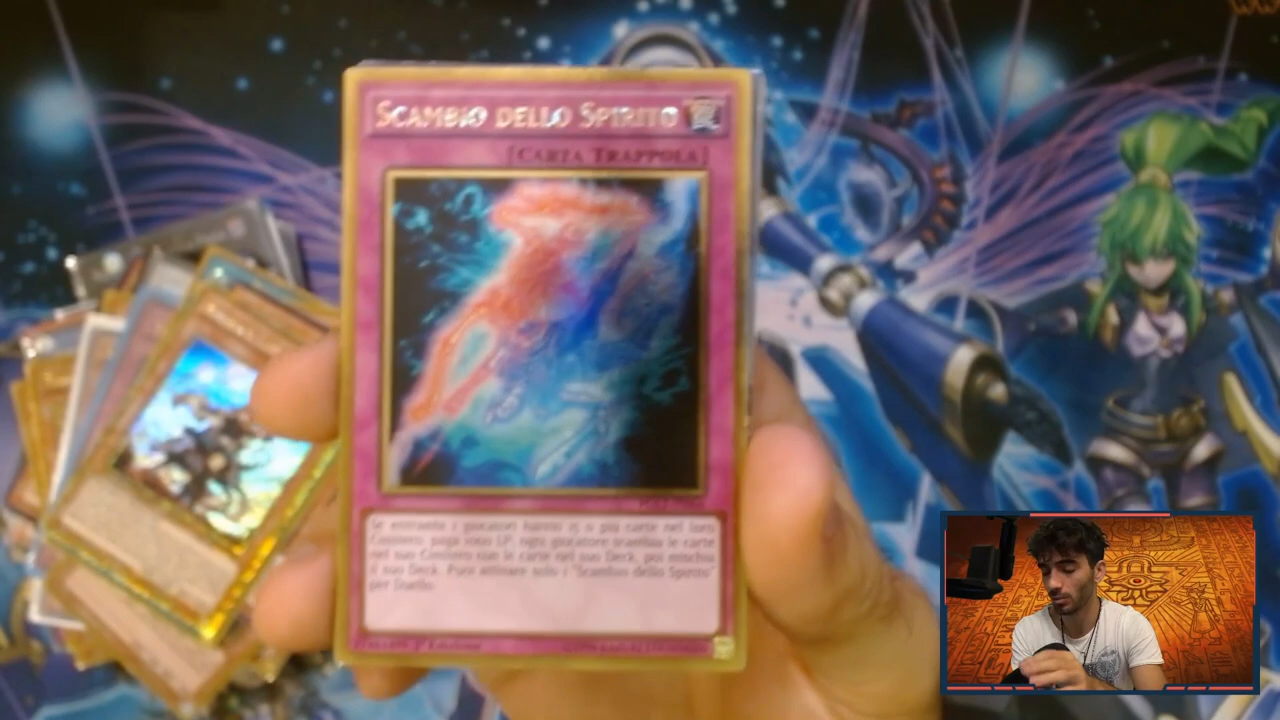 SCAMBIO DELLO SPIRITO
[CARTA TRAPPOLA]
Se entrambi i giocatori hanno 15 o più carte nel loro
Cimitero: paga 1000 LP; ogni giocatore scambia le carte
nel suo Cimitero con le carte nel suo Deck, poi mischia
il suo Deck. Puoi attivare solo 1 "Scambio dello Spirito"
per Duello.